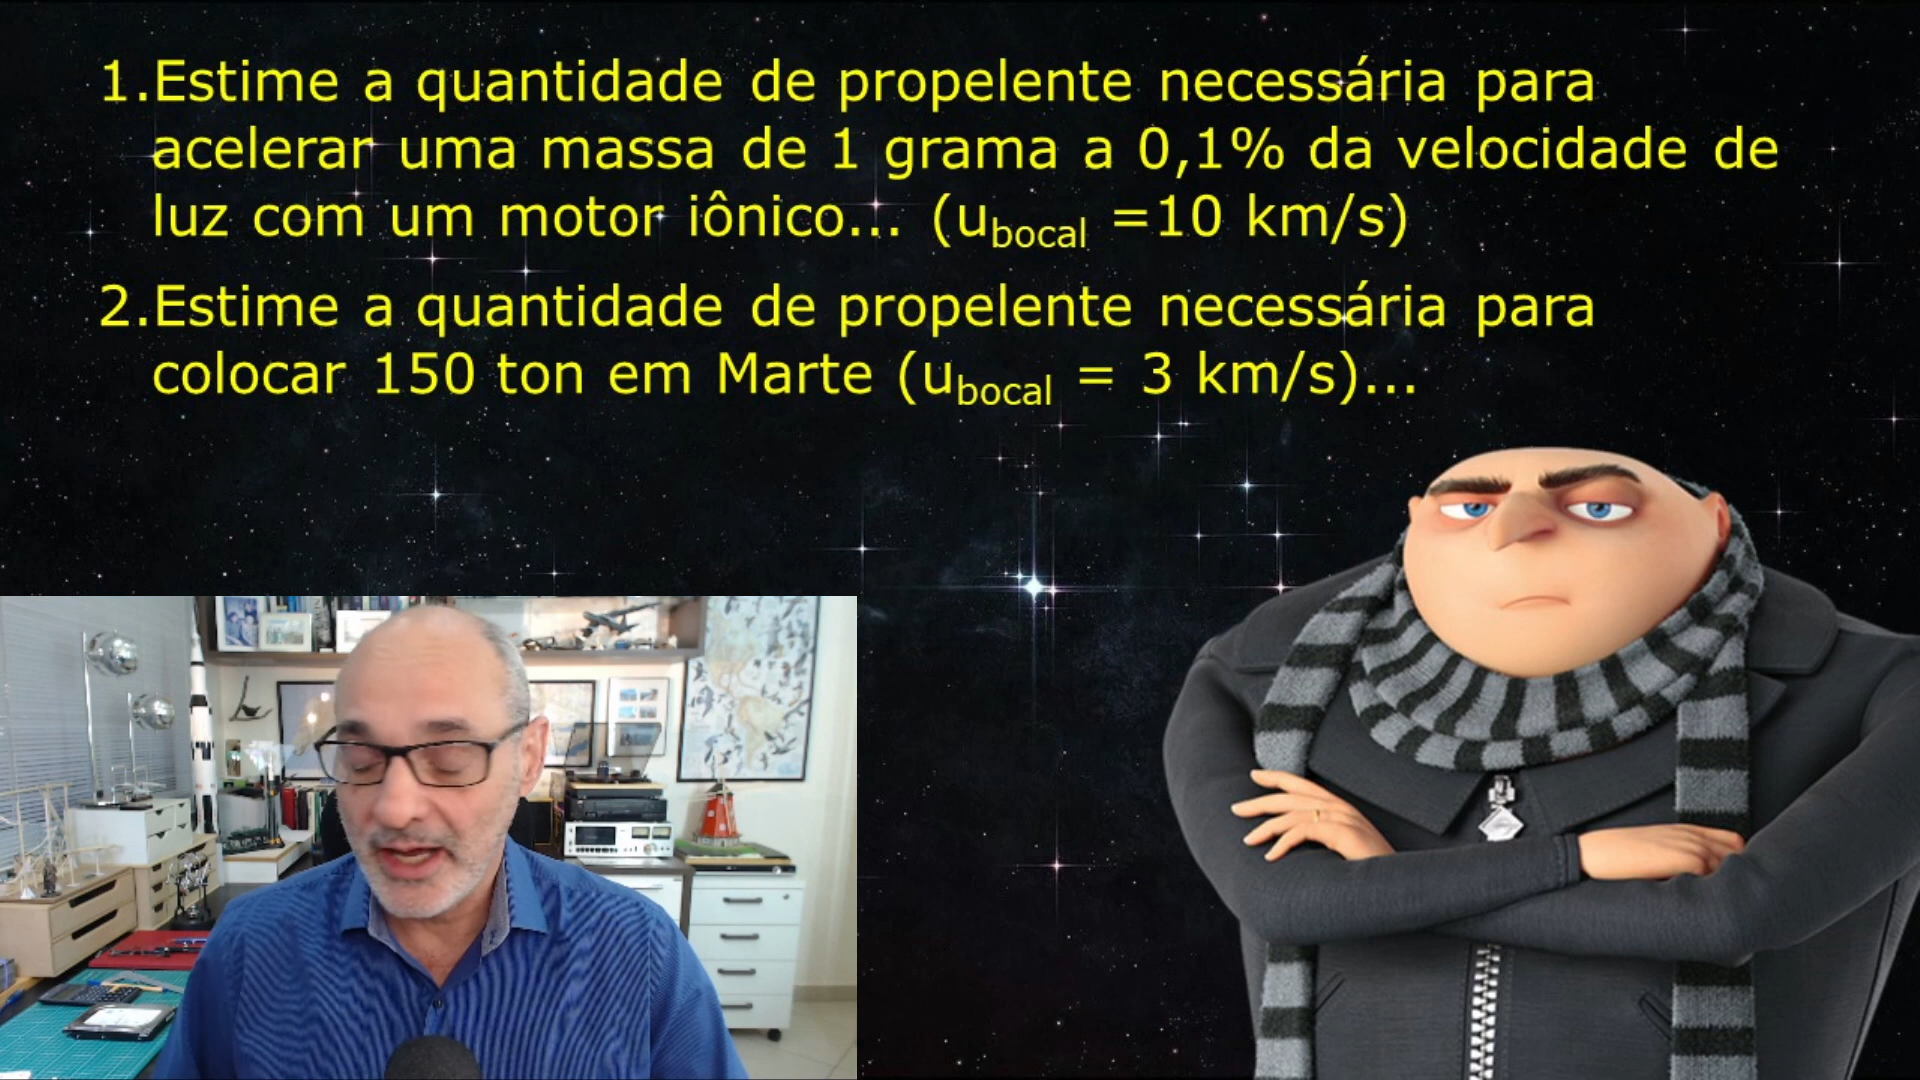 1.Estime a quantidade de propelente necessária para
acelerar uma massa de 1 grama a 0,1% da velocidade de
luz com um motor iônico... (u_bocal =10 km/s)
2.Estime a quantidade de propelente necessária para
colocar 150 ton em Marte (u_bocal = 3 km/s)...